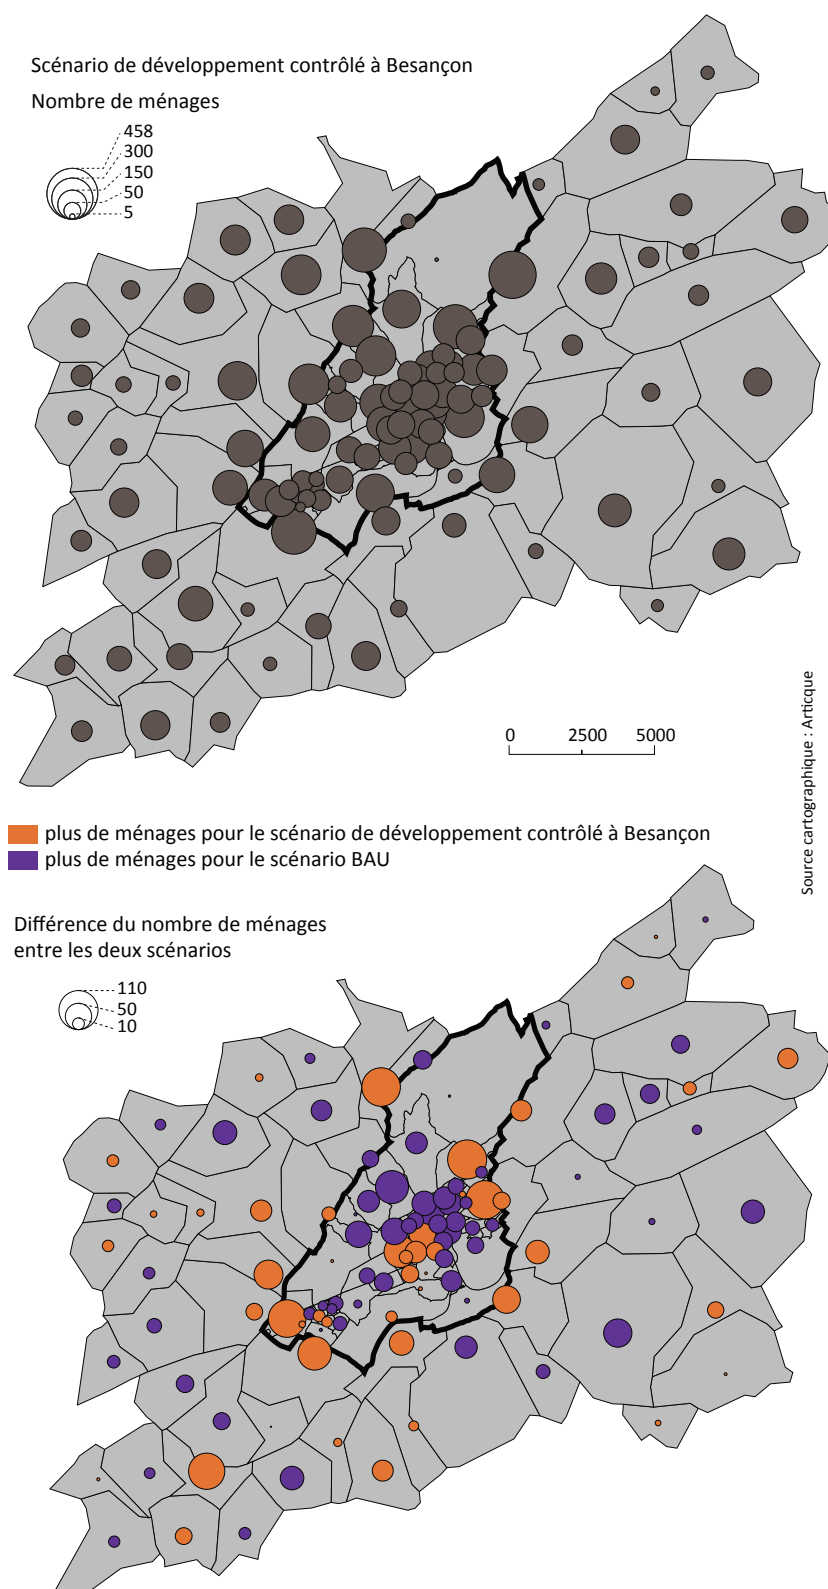 Scénario de développement contrôlé à Besançon
Nombre de ménages
458
300
150
50
5
0 2500 5000
Source cartographique : Articque
plus de ménages pour le scénario de développement contrôlé à Besançon
plus de ménages pour le scénario BAU
Différence du nombre de ménages
entre les deux scénarios
110
50
10